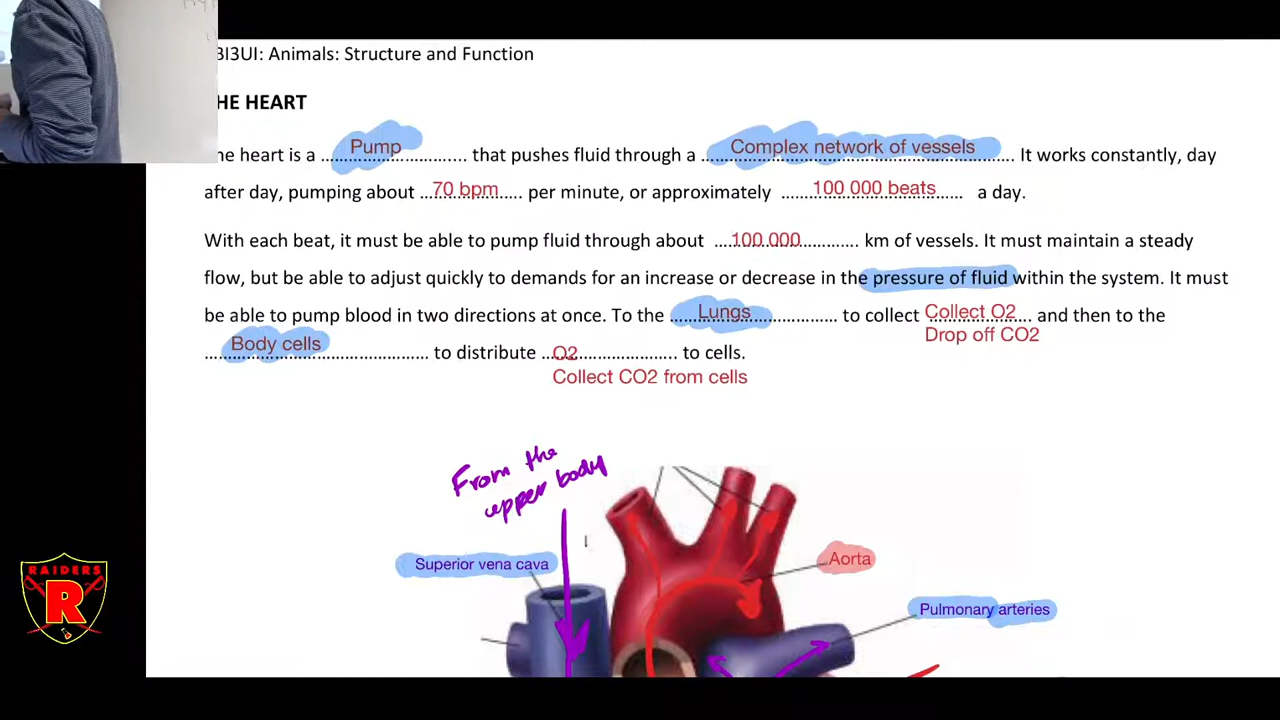 BI3UI: Animals: Structure and Function
HE HEART
he heart is a ........Pump........ that pushes fluid through a ........Complex network of vessels........ It works constantly, day
after day, pumping about ....70 bpm.... per minute, or approximately ....100 000 beats.... a day.
With each beat, it must be able to pump fluid through about ....100 000.... km of vessels. It must maintain a steady
flow, but be able to adjust quickly to demands for an increase or decrease in the pressure of fluid within the system. It must
be able to pump blood in two directions at once. To the ....Lungs.... to collect Collect O2 and then to the
Drop off CO2
....Body cells.... to distribute ....O2.... to cells.
Collect CO2 from cells
From the
upper body
Superior vena cava
Aorta
Pulmonary arteries
RAIDERS
R